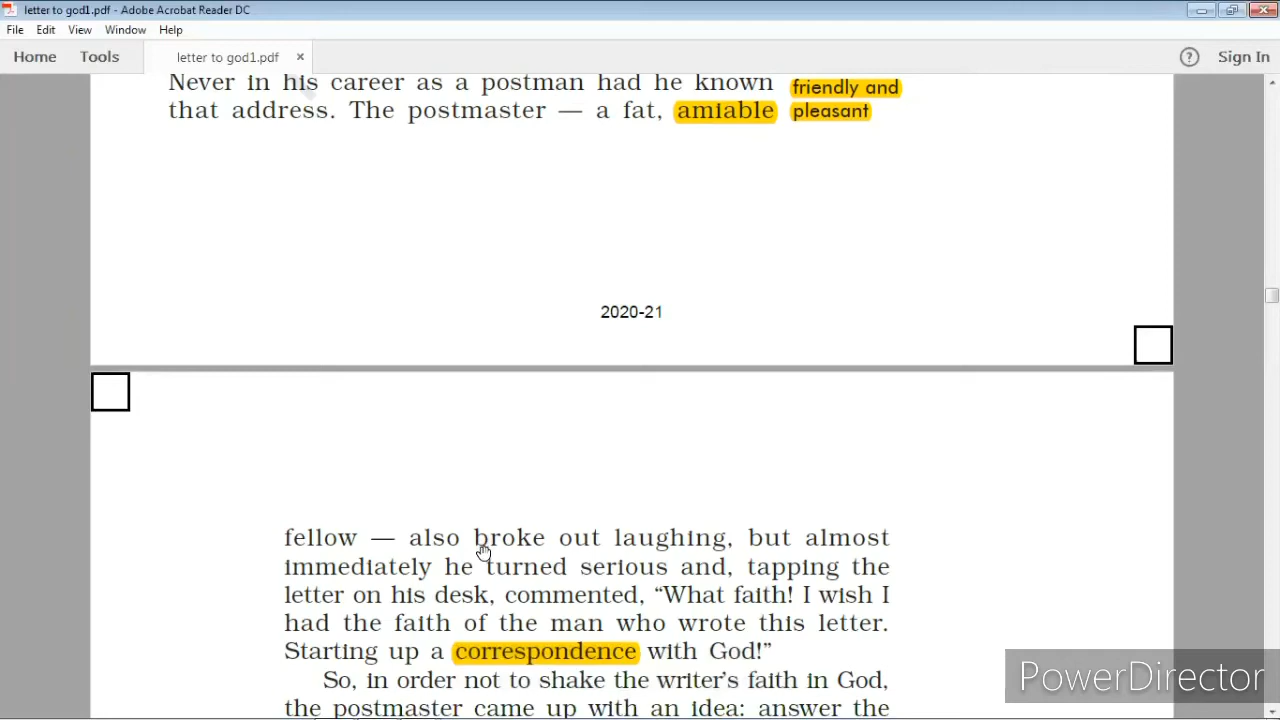 letter to god1.pdf - Adobe Acrobat Reader DC
File Edit View Window Help
Home Tools letter to god1.pdf × ? Sign In
Never in his career as a postman had he known friendly and
that address. The postmaster — a fat, amiable pleasant
2020-21
fellow — also broke out laughing, but almost
immediately he turned serious and, tapping the
letter on his desk, commented, “What faith! I wish I
had the faith of the man who wrote this letter.
Starting up a correspondence with God!”
So, in order not to shake the writer’s faith in God,
the postmaster came up with an idea: answer the
PowerDirector